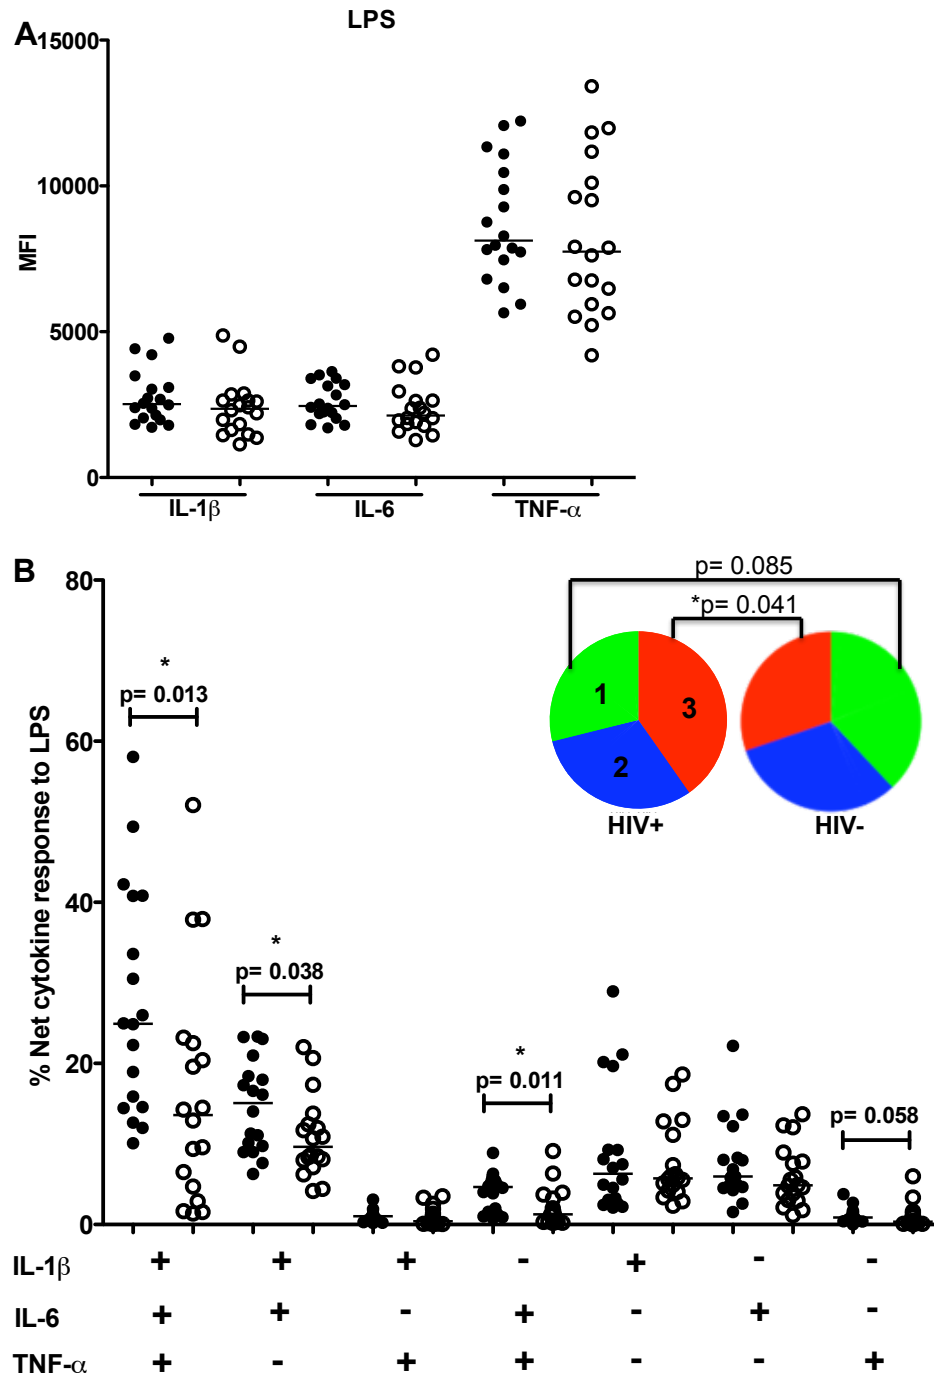 LPS
A
15000
10000
MFI
5000
0
IL-1β IL-6 TNF-α
B
80
p= 0.085
*p= 0.041
*
p= 0.013
1
3
2
60
HIV+ HIV-
% Net cytokine response to LPS
40
*
p= 0.038
20
*
p= 0.011
p= 0.058
0
IL-1β + + + - + - -
IL-6 + + - + - + -
TNF-α + - + + - - +